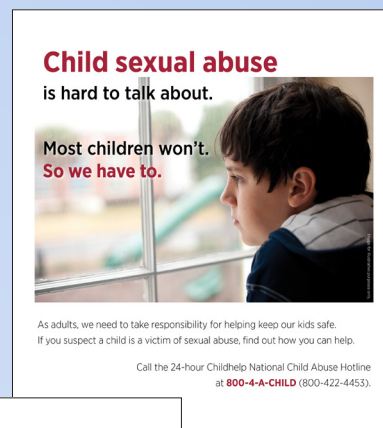 Child sexual abuse
is hard to talk about.
Most children won't.
So we have to.
As adults, we need to take responsibility for helping keep our kids safe.
If you suspect a child is a victim of sexual abuse, find out how you can help.
Call the 24-hour Childhelp National Child Abuse Hotline
at 800-4-A-CHILD (800-422-4453).